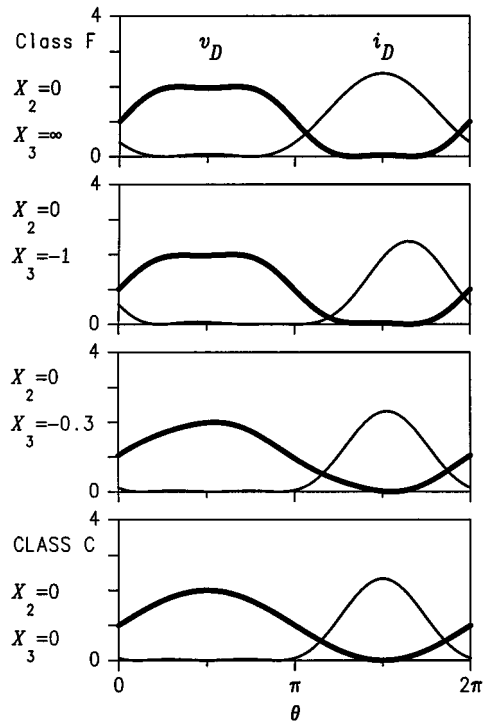 4
Class F
v_D
i_D
X_2=0
X_3=∞
0
4
X_2=0
X_3=-1
0
4
X_2=0
X_3=-0.3
0
4
CLASS C
X_2=0
X_3=0
0
0
π
2π
θ